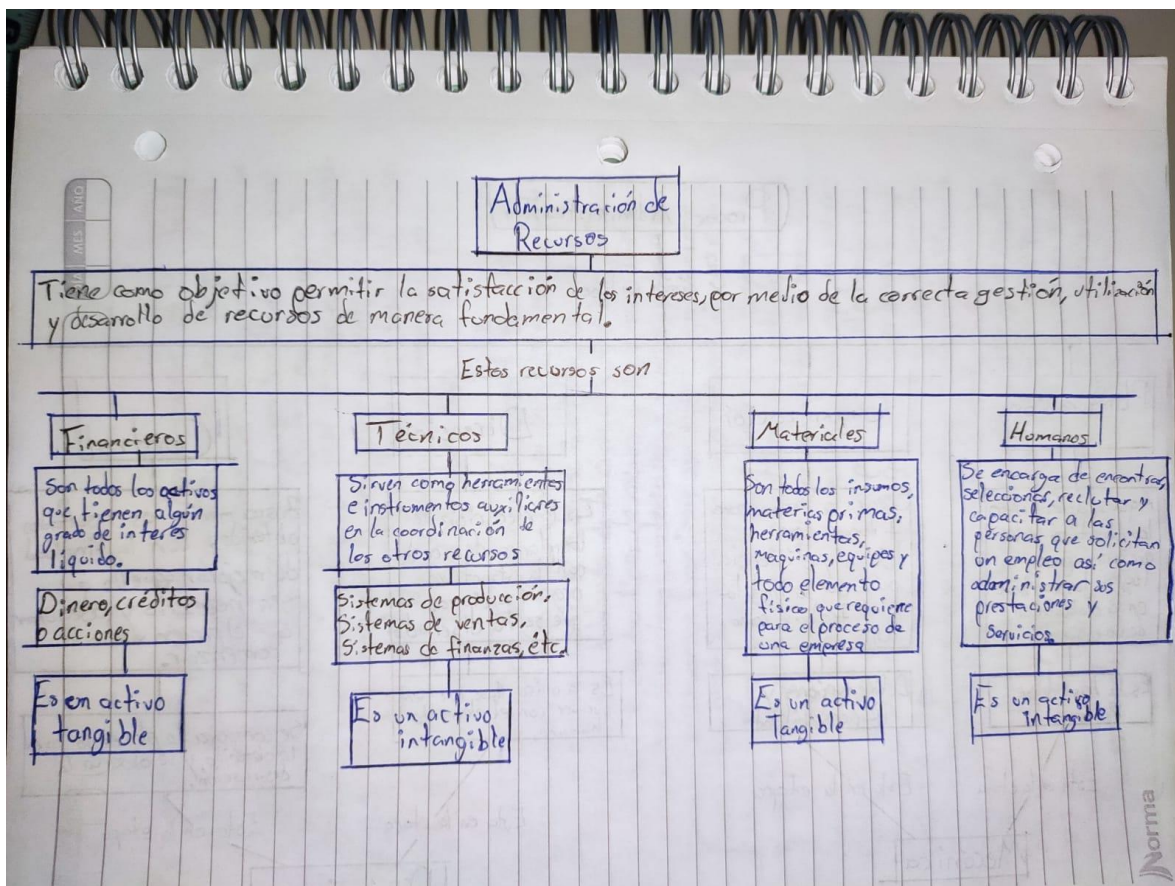 AÑO
MES
Administración de
Recursos
Tiene como objetivo permitir la satisfacción de los intereses, por medio de la correcta gestión, utilización
y desarrollo de recursos de manera fundamental.
Estos recursos son
Financieros
Son todos los activos
que tienen algún
grado de interés
líquido.
Dinero, créditos
o acciones
Es en activo
tangible
Técnicos
Sirven como herramientas
e instrumentos auxiliares
en la coordinación de
los otros recursos
Sistemas de producción,
Sistemas de ventas,
Sistemas de finanzas, étc.
Es un activo
intangible
Materiales
Son todos los insumos,
materias primas,
herramientas,
maquinas, equipos y
todo elemento
físico que requiere
para el proceso de
una empresa
Es un activo
Tangible
Humanos
Se encarga de encontrar,
seleccionar, reclutar y
capacitar a las
personas que solicitan
un empleo así como
administrar sus
prestaciones y
servicios.
Es un activo
Intangible
Norma